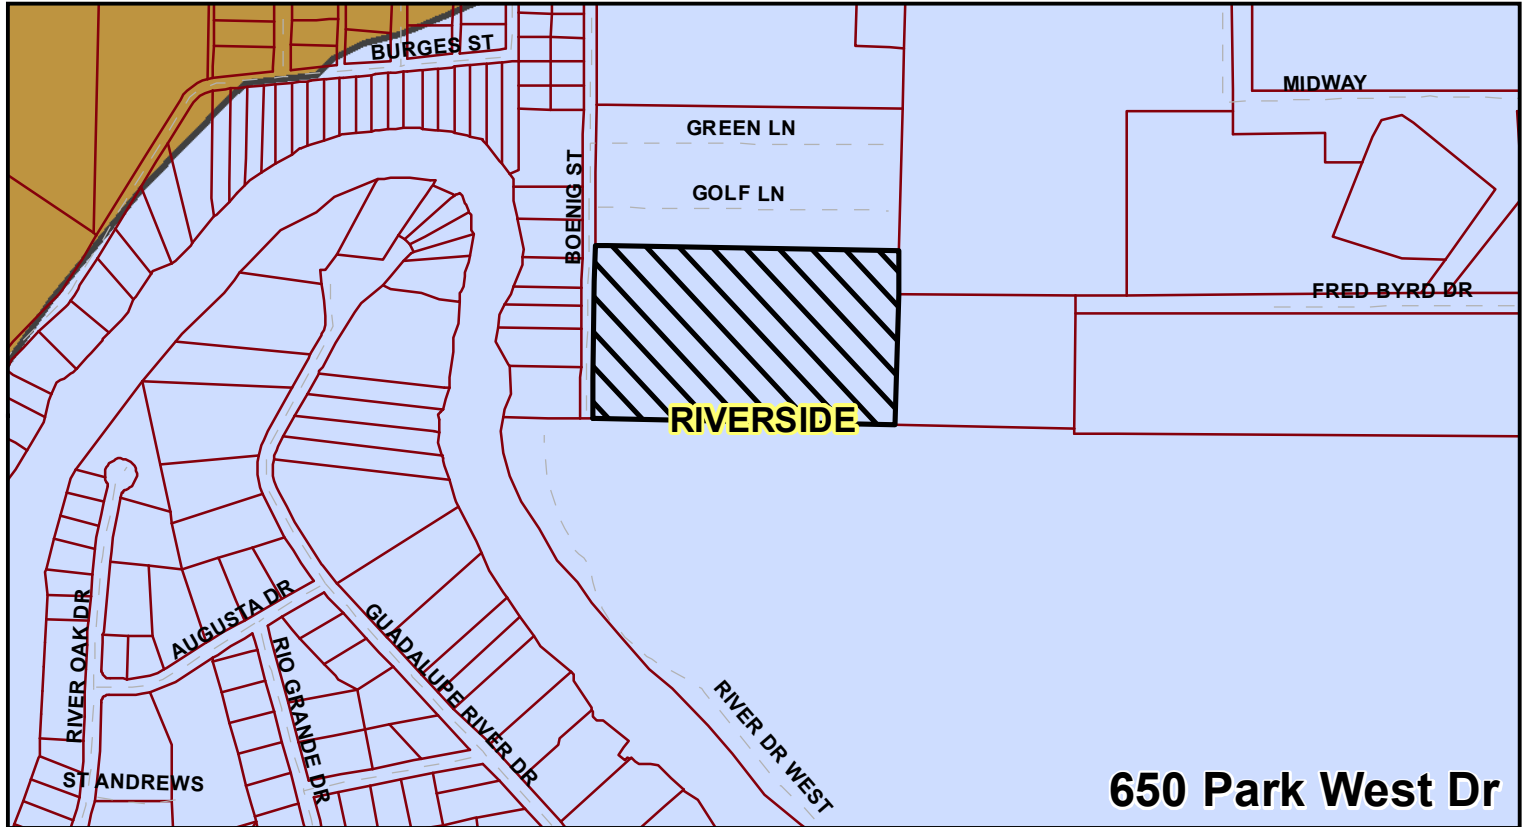 BURGES ST
MIDWAY
GREEN LN
GOLF LN
BOENIG ST
FRED BYRD DR
RIVERSIDE
AUGUSTA DR
RIVER OAK DR
GUADALUPE RIVER DR
RIO GRANDE DR
RIVER DR WEST
ST ANDREWS
650 Park West Dr